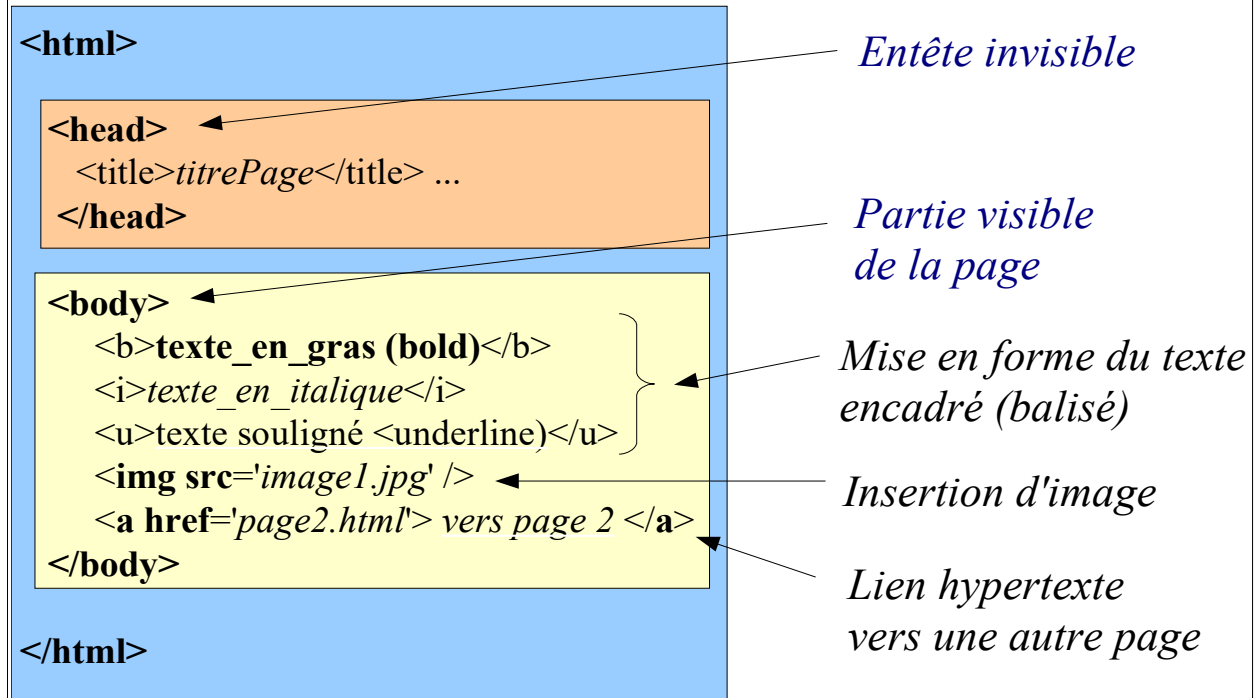 <html>
<head>
<title>titrePage</title> ...
</head>
<body>
<b>texte_en_gras (bold)</b>
<i>texte_en_italique</i>
<u>texte souligné <underline)</u>
<img src='image1.jpg' />
<a href='page2.html'> vers page 2 </a>
</body>
</html>
Entête invisible
Partie visible
de la page
Mise en forme du texte
encadré (balisé)
Insertion d'image
Lien hypertexte
vers une autre page